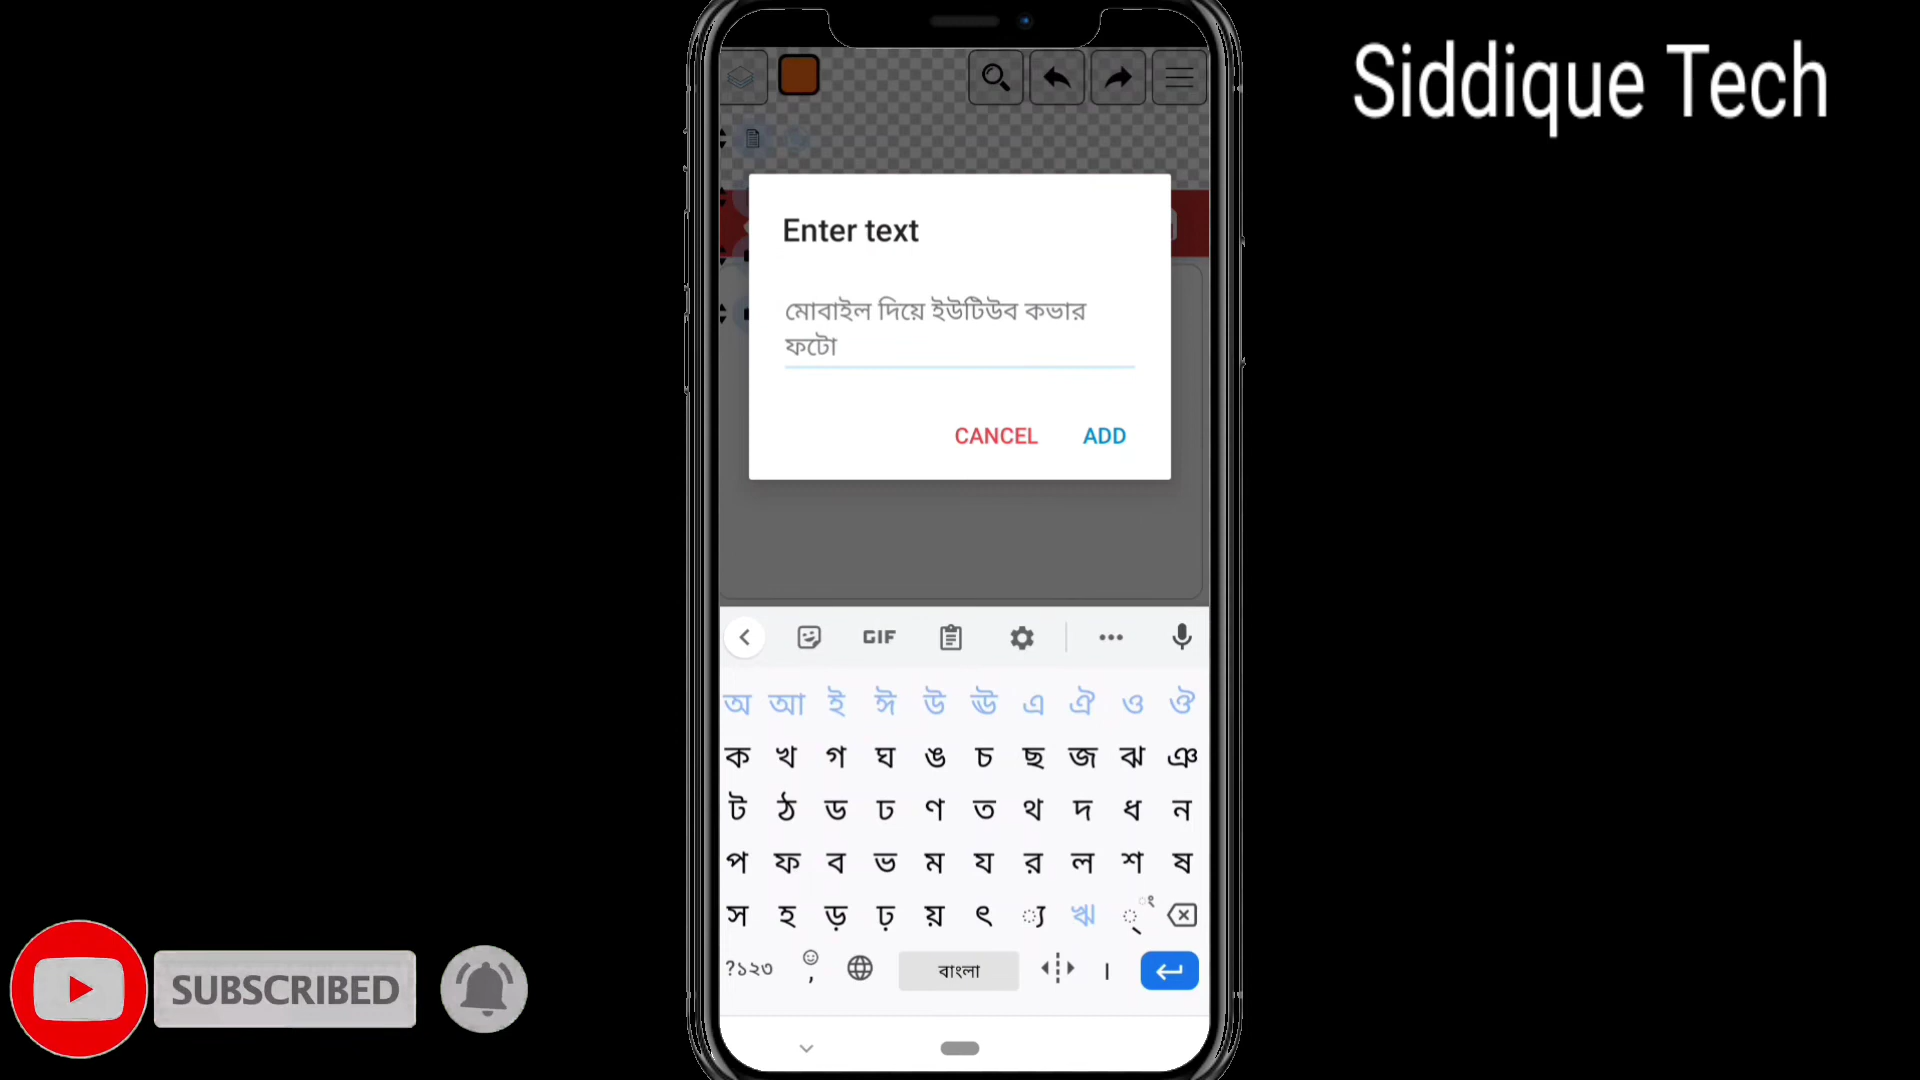 Siddique Tech
Enter text
মোবাইল দিয়ে ইউটিউব কভার
ফটো
CANCEL ADD
GIF
অ আ ই ঈ উ ঊ এ ঐ ও ঔ
ক খ গ ঘ ঙ চ ছ জ ঝ ঞ
ট ঠ ড ঢ ণ ত থ দ ধ ন
প ফ ব ভ ম য র ল শ ষ
স হ ড় ঢ় য় ৎ ্য ঋ ্ ং
?১২৩ , বাংলা ।
SUBSCRIBED